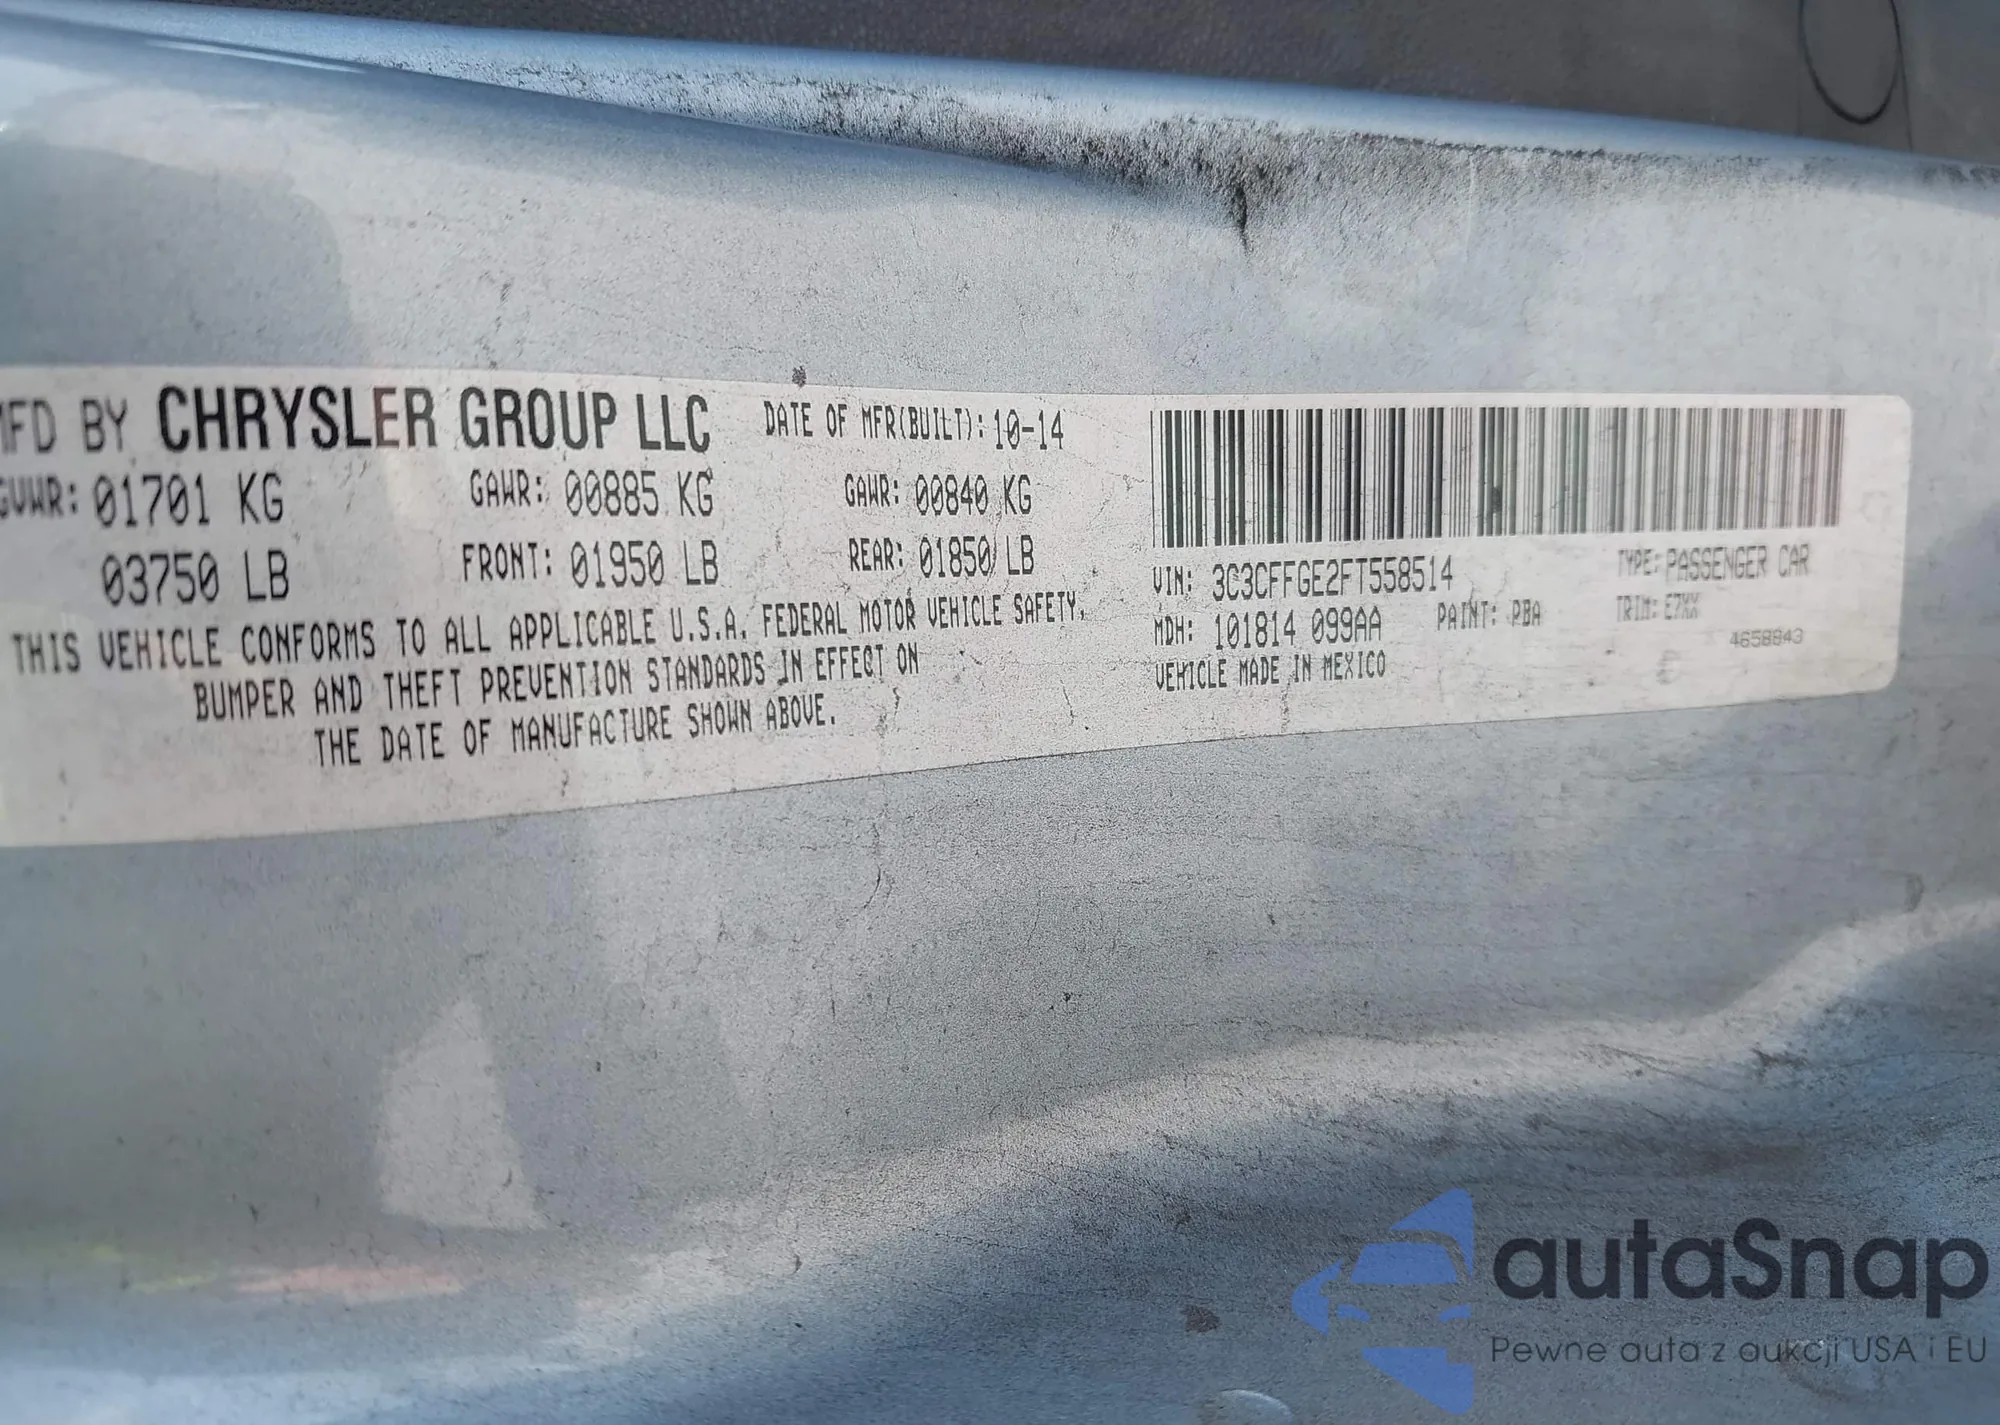 MFD BY CHRYSLER GROUP LLC DATE OF MFR(BUILT): 10-14
GVWR: 01701 KG GAWR: 00885 KG GAWR: 00840 KG
03750 LB FRONT: 01950 LB REAR: 01850 LB
THIS VEHICLE CONFORMS TO ALL APPLICABLE U.S.A. FEDERAL MOTOR VEHICLE SAFETY,
BUMPER AND THEFT PREVENTION STANDARDS IN EFFECT ON
THE DATE OF MANUFACTURE SHOWN ABOVE.
VIN: 3C3CFFGE2FT558514 TYPE: PASSENGER CAR
MDH: 101814 099AA PAINT: PBA TRIM: E7XX
VEHICLE MADE IN MEXICO 4658843
autaSnap
Pewne auta z aukcji USA i EU